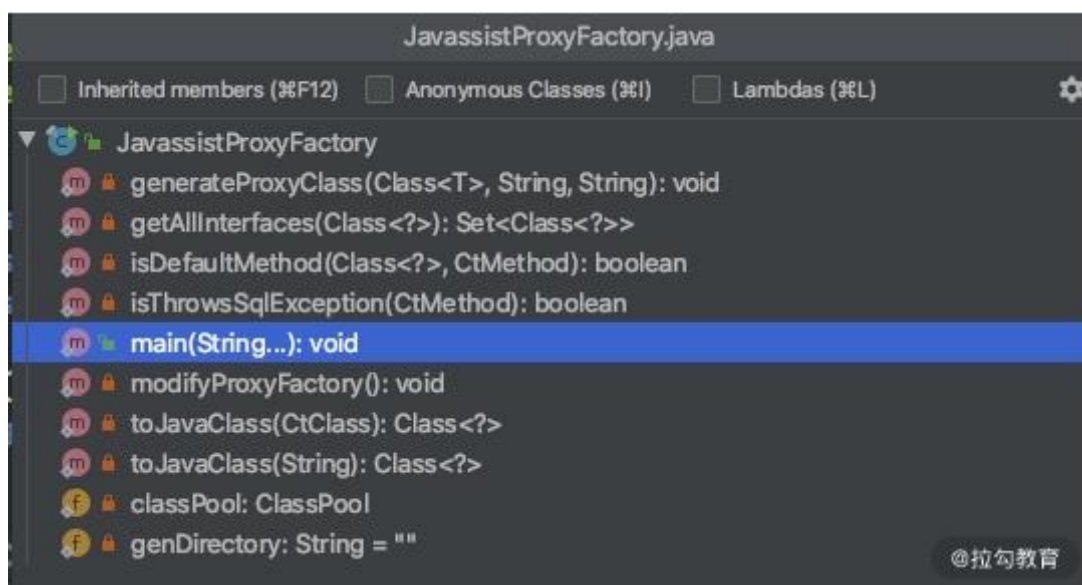 JavassistProxyFactory.java
Inherited members (⌘F12) Anonymous Classes (⌘I) Lambdas (⌘L)
JavassistProxyFactory
generateProxyClass(Class<T>, String, String): void
getAllInterfaces(Class<?>): Set<Class<?>>
isDefaultMethod(Class<?>, CtMethod): boolean
isThrowsSqlException(CtMethod): boolean
main(String...): void
modifyProxyFactory(): void
toJavaClass(CtClass): Class<?>
toJavaClass(String): Class<?>
classPool: ClassPool
genDirectory: String = ""
@拉勾教育